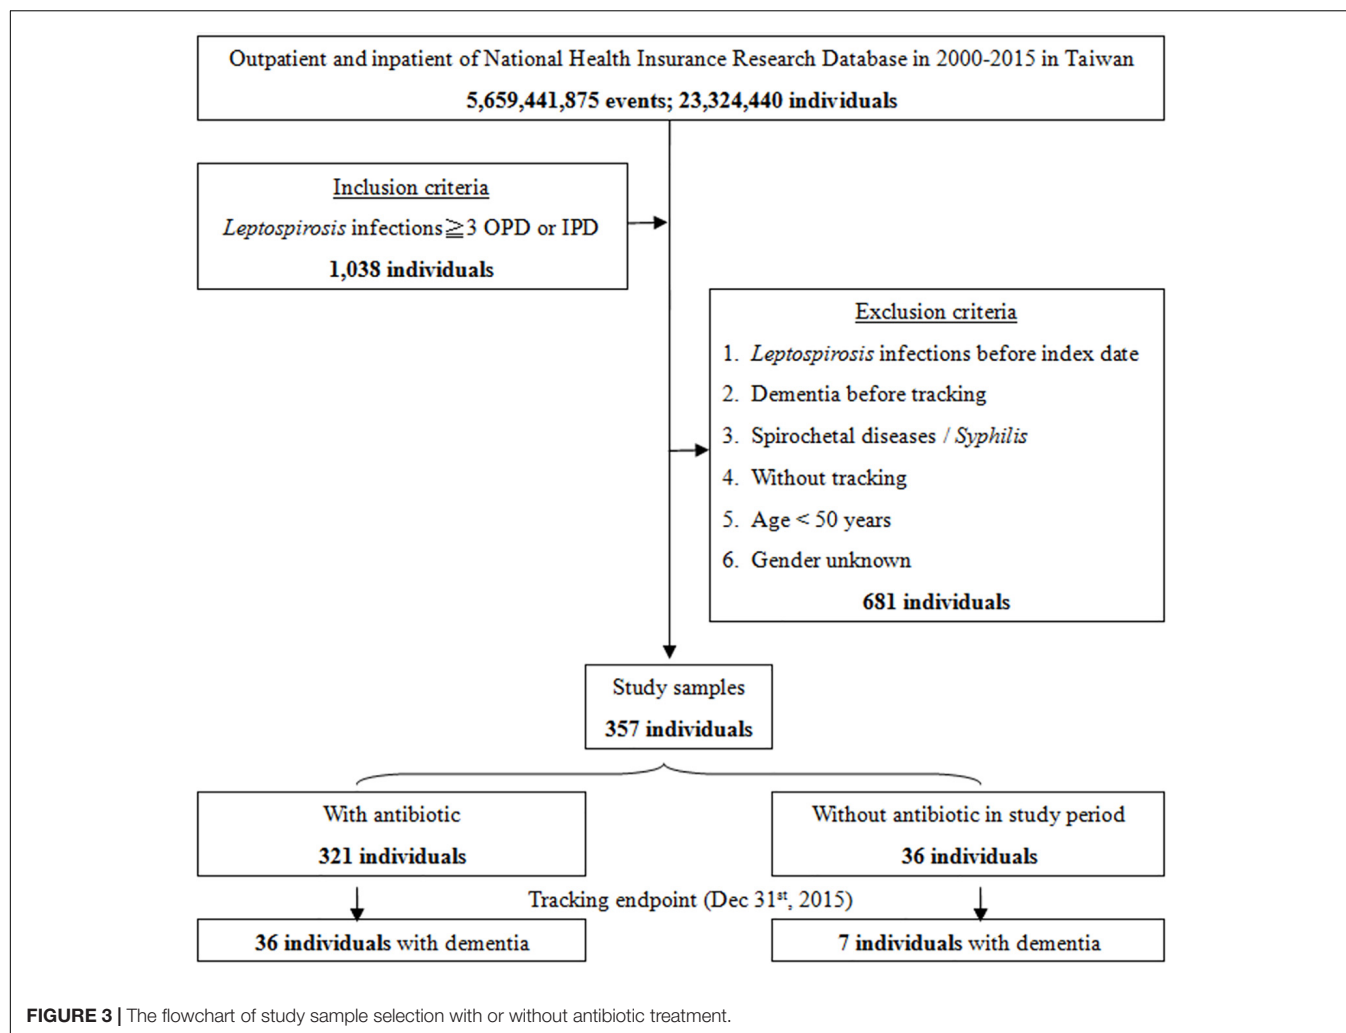 Outpatient and inpatient of National Health Insurance Research Database in 2000-2015 in Taiwan
5,659,441,875 events; 23,324,440 individuals
Inclusion criteria
Leptospirosis infections≧3 OPD or IPD
1,038 individuals
Exclusion criteria
1. Leptospirosis infections before index date
2. Dementia before tracking
3. Spirochetal diseases / Syphilis
4. Without tracking
5. Age < 50 years
6. Gender unknown
681 individuals
Study samples
357 individuals
With antibiotic
321 individuals
Without antibiotic in study period
36 individuals
Tracking endpoint (Dec 31st, 2015)
36 individuals with dementia
7 individuals with dementia
FIGURE 3 | The flowchart of study sample selection with or without antibiotic treatment.